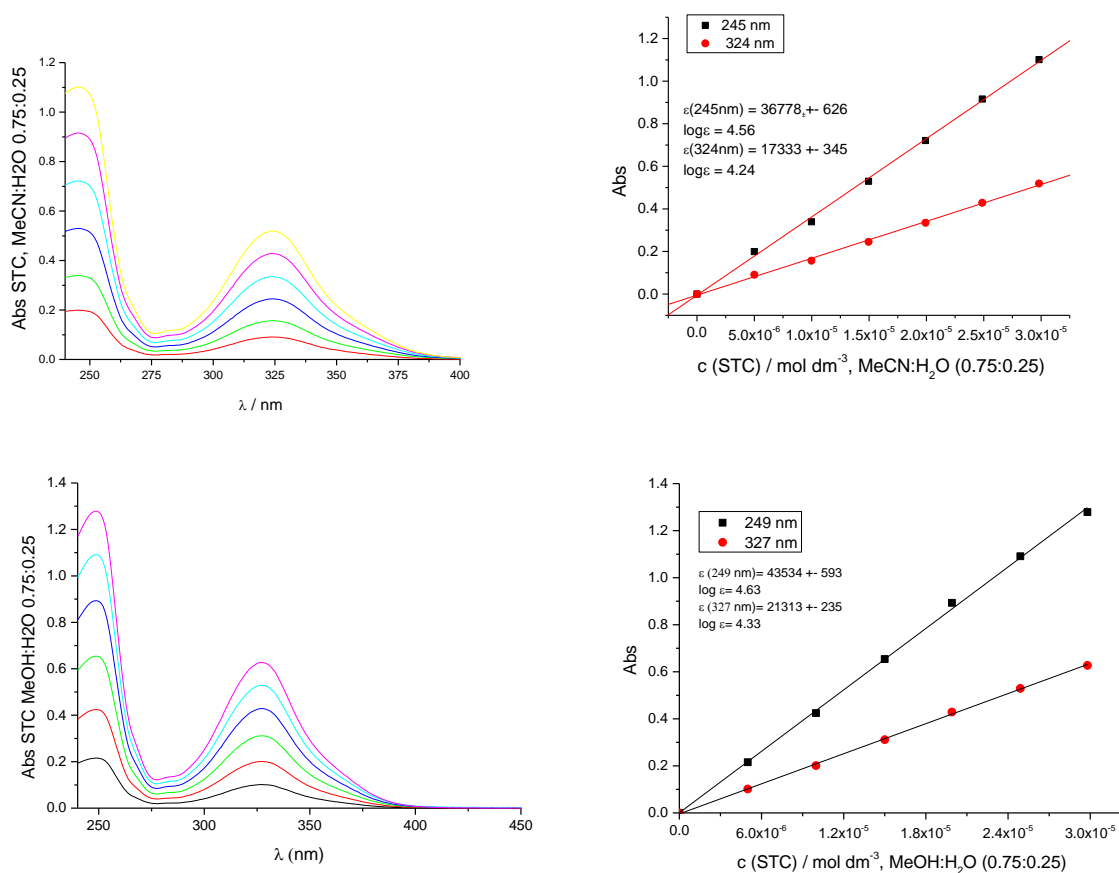 Abs STC, MeCN:H2O 0.75:0.25
1.2
1.0
0.8
0.6
0.4
0.2
0.0
250
275
300
325
350
375
400
λ / nm
Abs
1.2
1.0
0.8
0.6
0.4
0.2
0.0
245 nm
324 nm
ε(245nm) = 36778 +- 626
±
logε = 4.56
ε(324nm) = 17333 +- 345
logε = 4.24
0.0
5.0x10⁻⁶
1.0x10⁻⁵
1.5x10⁻⁵
2.0x10⁻⁵
2.5x10⁻⁵
3.0x10⁻⁵
c (STC) / mol dm⁻³, MeCN:H₂O (0.75:0.25)
Abs STC MeOH:H2O 0.75:0.25
1.4
1.2
1.0
0.8
0.6
0.4
0.2
0.0
250
300
350
400
450
λ (nm)
Abs
1.4
1.2
1.0
0.8
0.6
0.4
0.2
0.0
249 nm
327 nm
ε (249 nm)= 43534 +- 593
log ε= 4.63
ε (327 nm)= 21313 +- 235
log ε= 4.33
0.0
6.0x10⁻⁶
1.2x10⁻⁵
1.8x10⁻⁵
2.4x10⁻⁵
3.0x10⁻⁵
c (STC) / mol dm⁻³, MeOH:H₂O (0.75:0.25)